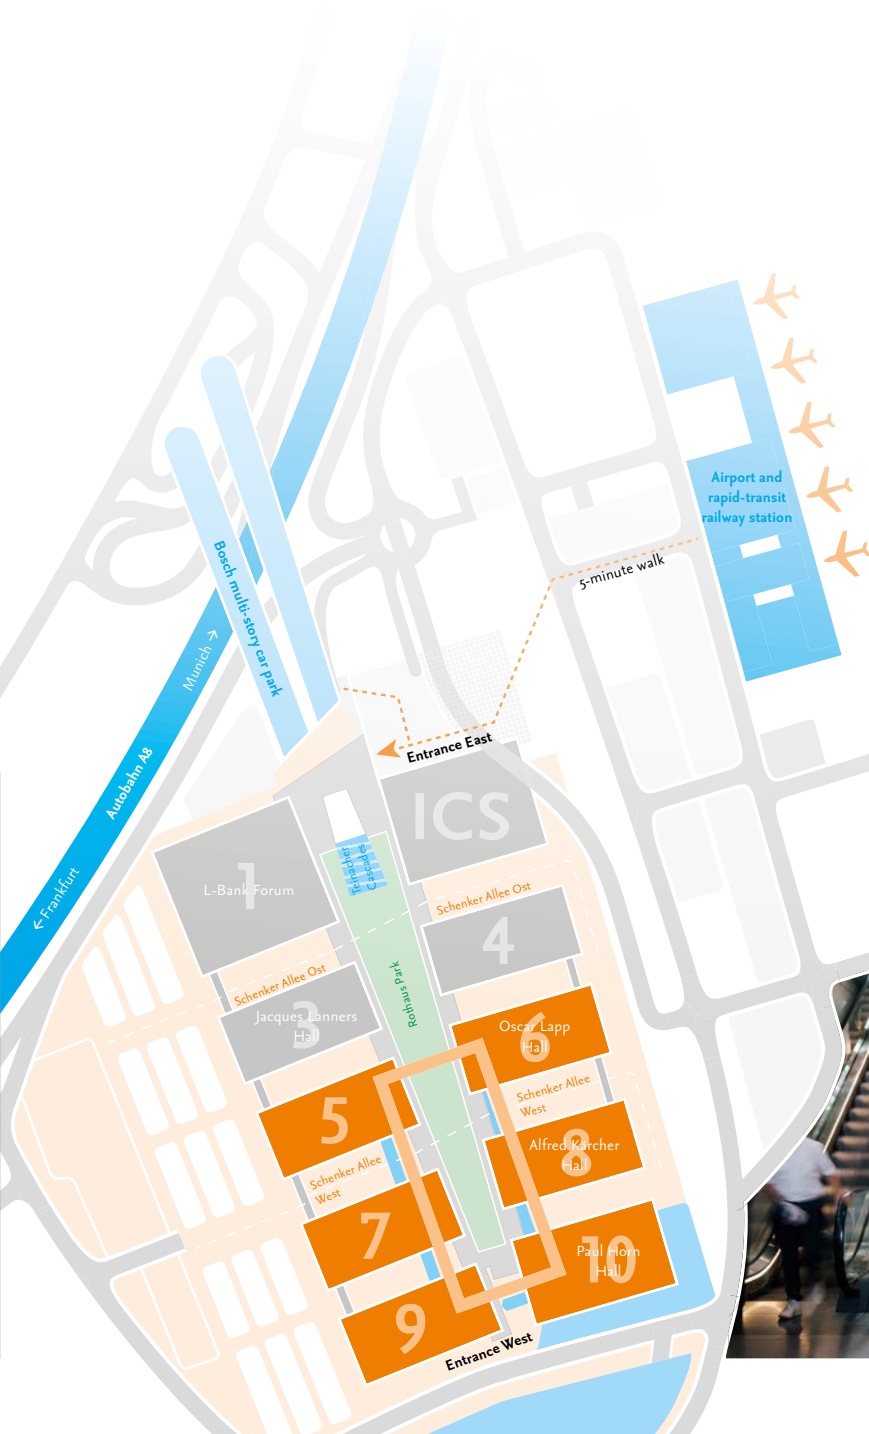 Airport and
rapid-transit
railway station
5-minute walk
Bosch multi-story car park
Munich →
Autobahn A8
← Frankfurt
Entrance East
ICS
1
L-Bank Forum
Teinacher
Cascades
Schenker Allee Ost
4
Schenker Allee Ost
Rothaus Park
3
Jacques Lanners
Hall
6
Oscar Lapp
Hall
5
Schenker Allee
West
8
Alfred Kärcher
Hall
Schenker Allee
West
7
10
Paul Horn
Hall
9
Entrance West